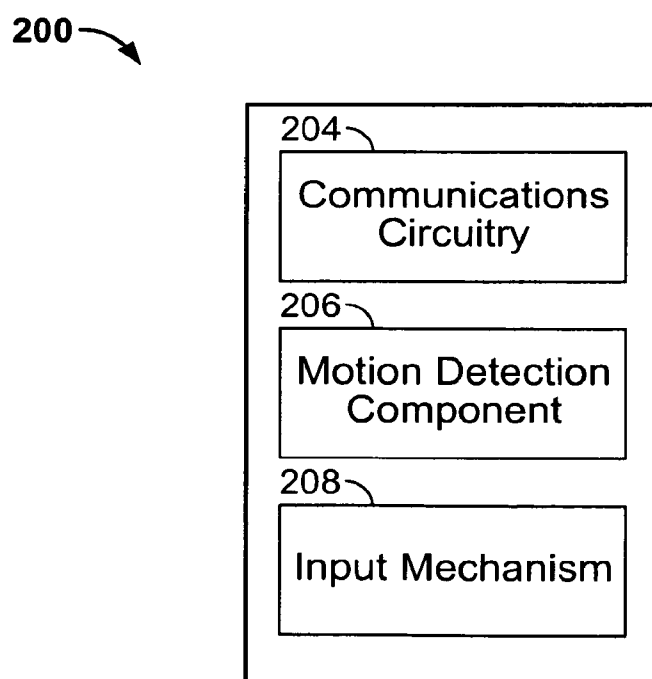 200
204
Communications
Circuitry
206
Motion Detection
Component
208
Input Mechanism